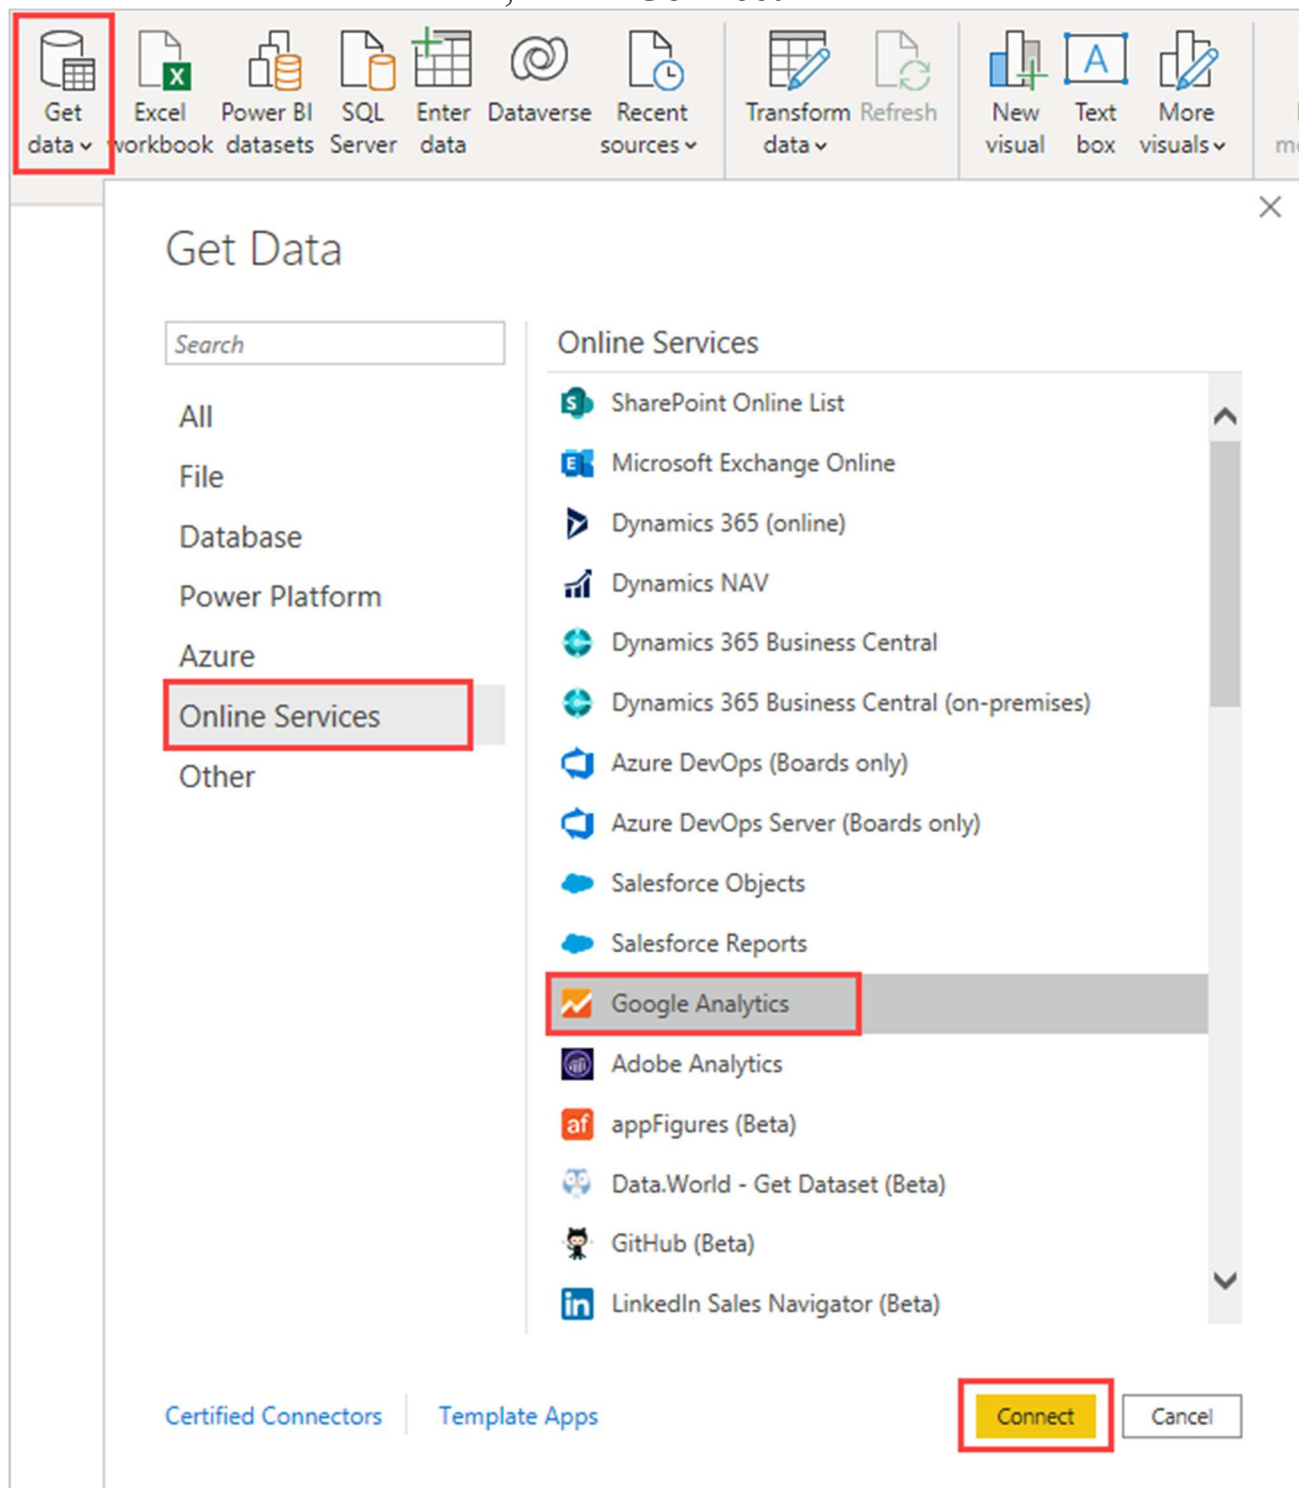 Get Excel Power BI SQL Enter Dataverse Recent Transform Refresh New Text More
data workbook datasets Server data sources data visual box visuals
Get Data
Search
Online Services
All
File
Database
Power Platform
Azure
Online Services
Other
SharePoint Online List
Microsoft Exchange Online
Dynamics 365 (online)
Dynamics NAV
Dynamics 365 Business Central
Dynamics 365 Business Central (on-premises)
Azure DevOps (Boards only)
Azure DevOps Server (Boards only)
Salesforce Objects
Salesforce Reports
Google Analytics
Adobe Analytics
af appFigures (Beta)
Data.World - Get Dataset (Beta)
GitHub (Beta)
in LinkedIn Sales Navigator (Beta)
Certified Connectors Template Apps Connect Cancel